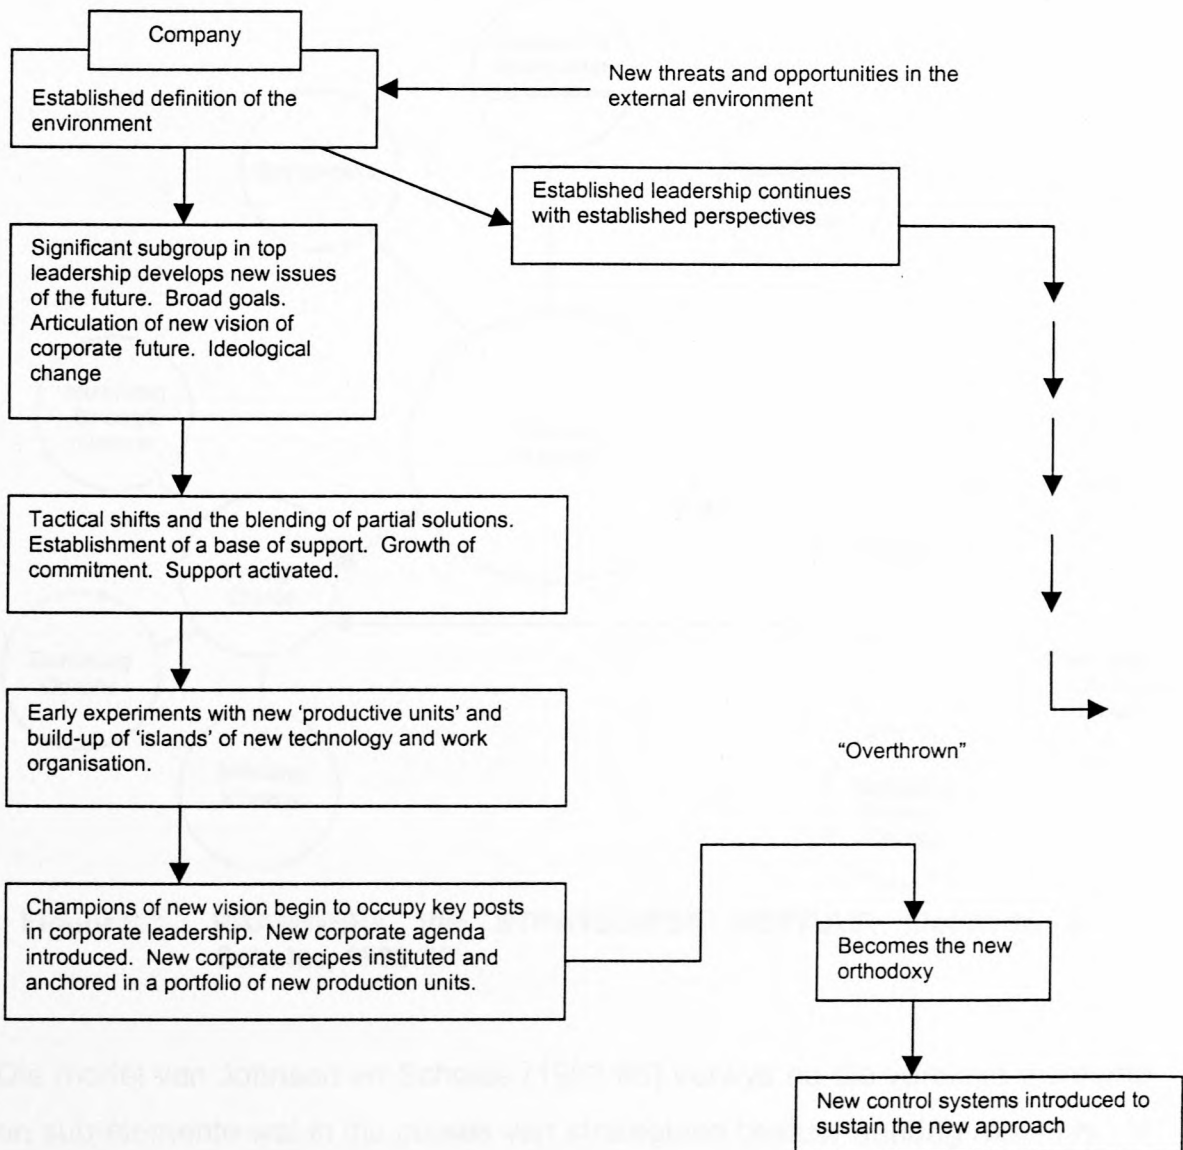 Company
Established definition of the
environment
New threats and opportunities in the
external environment
Established leadership continues
with established perspectives
Significant subgroup in top
leadership develops new issues
of the future. Broad goals.
Articulation of new vision of
corporate future. Ideological
change
Tactical shifts and the blending of partial solutions.
Establishment of a base of support. Growth of
commitment. Support activated.
Early experiments with new ‘productive units’ and
build-up of ‘islands’ of new technology and work
organisation.
“Overthrown”
Champions of new vision begin to occupy key posts
in corporate leadership. New corporate agenda
introduced. New corporate recipes instituted and
anchored in a portfolio of new production units.
Becomes the new
orthodoxy
New control systems introduced to
sustain the new approach